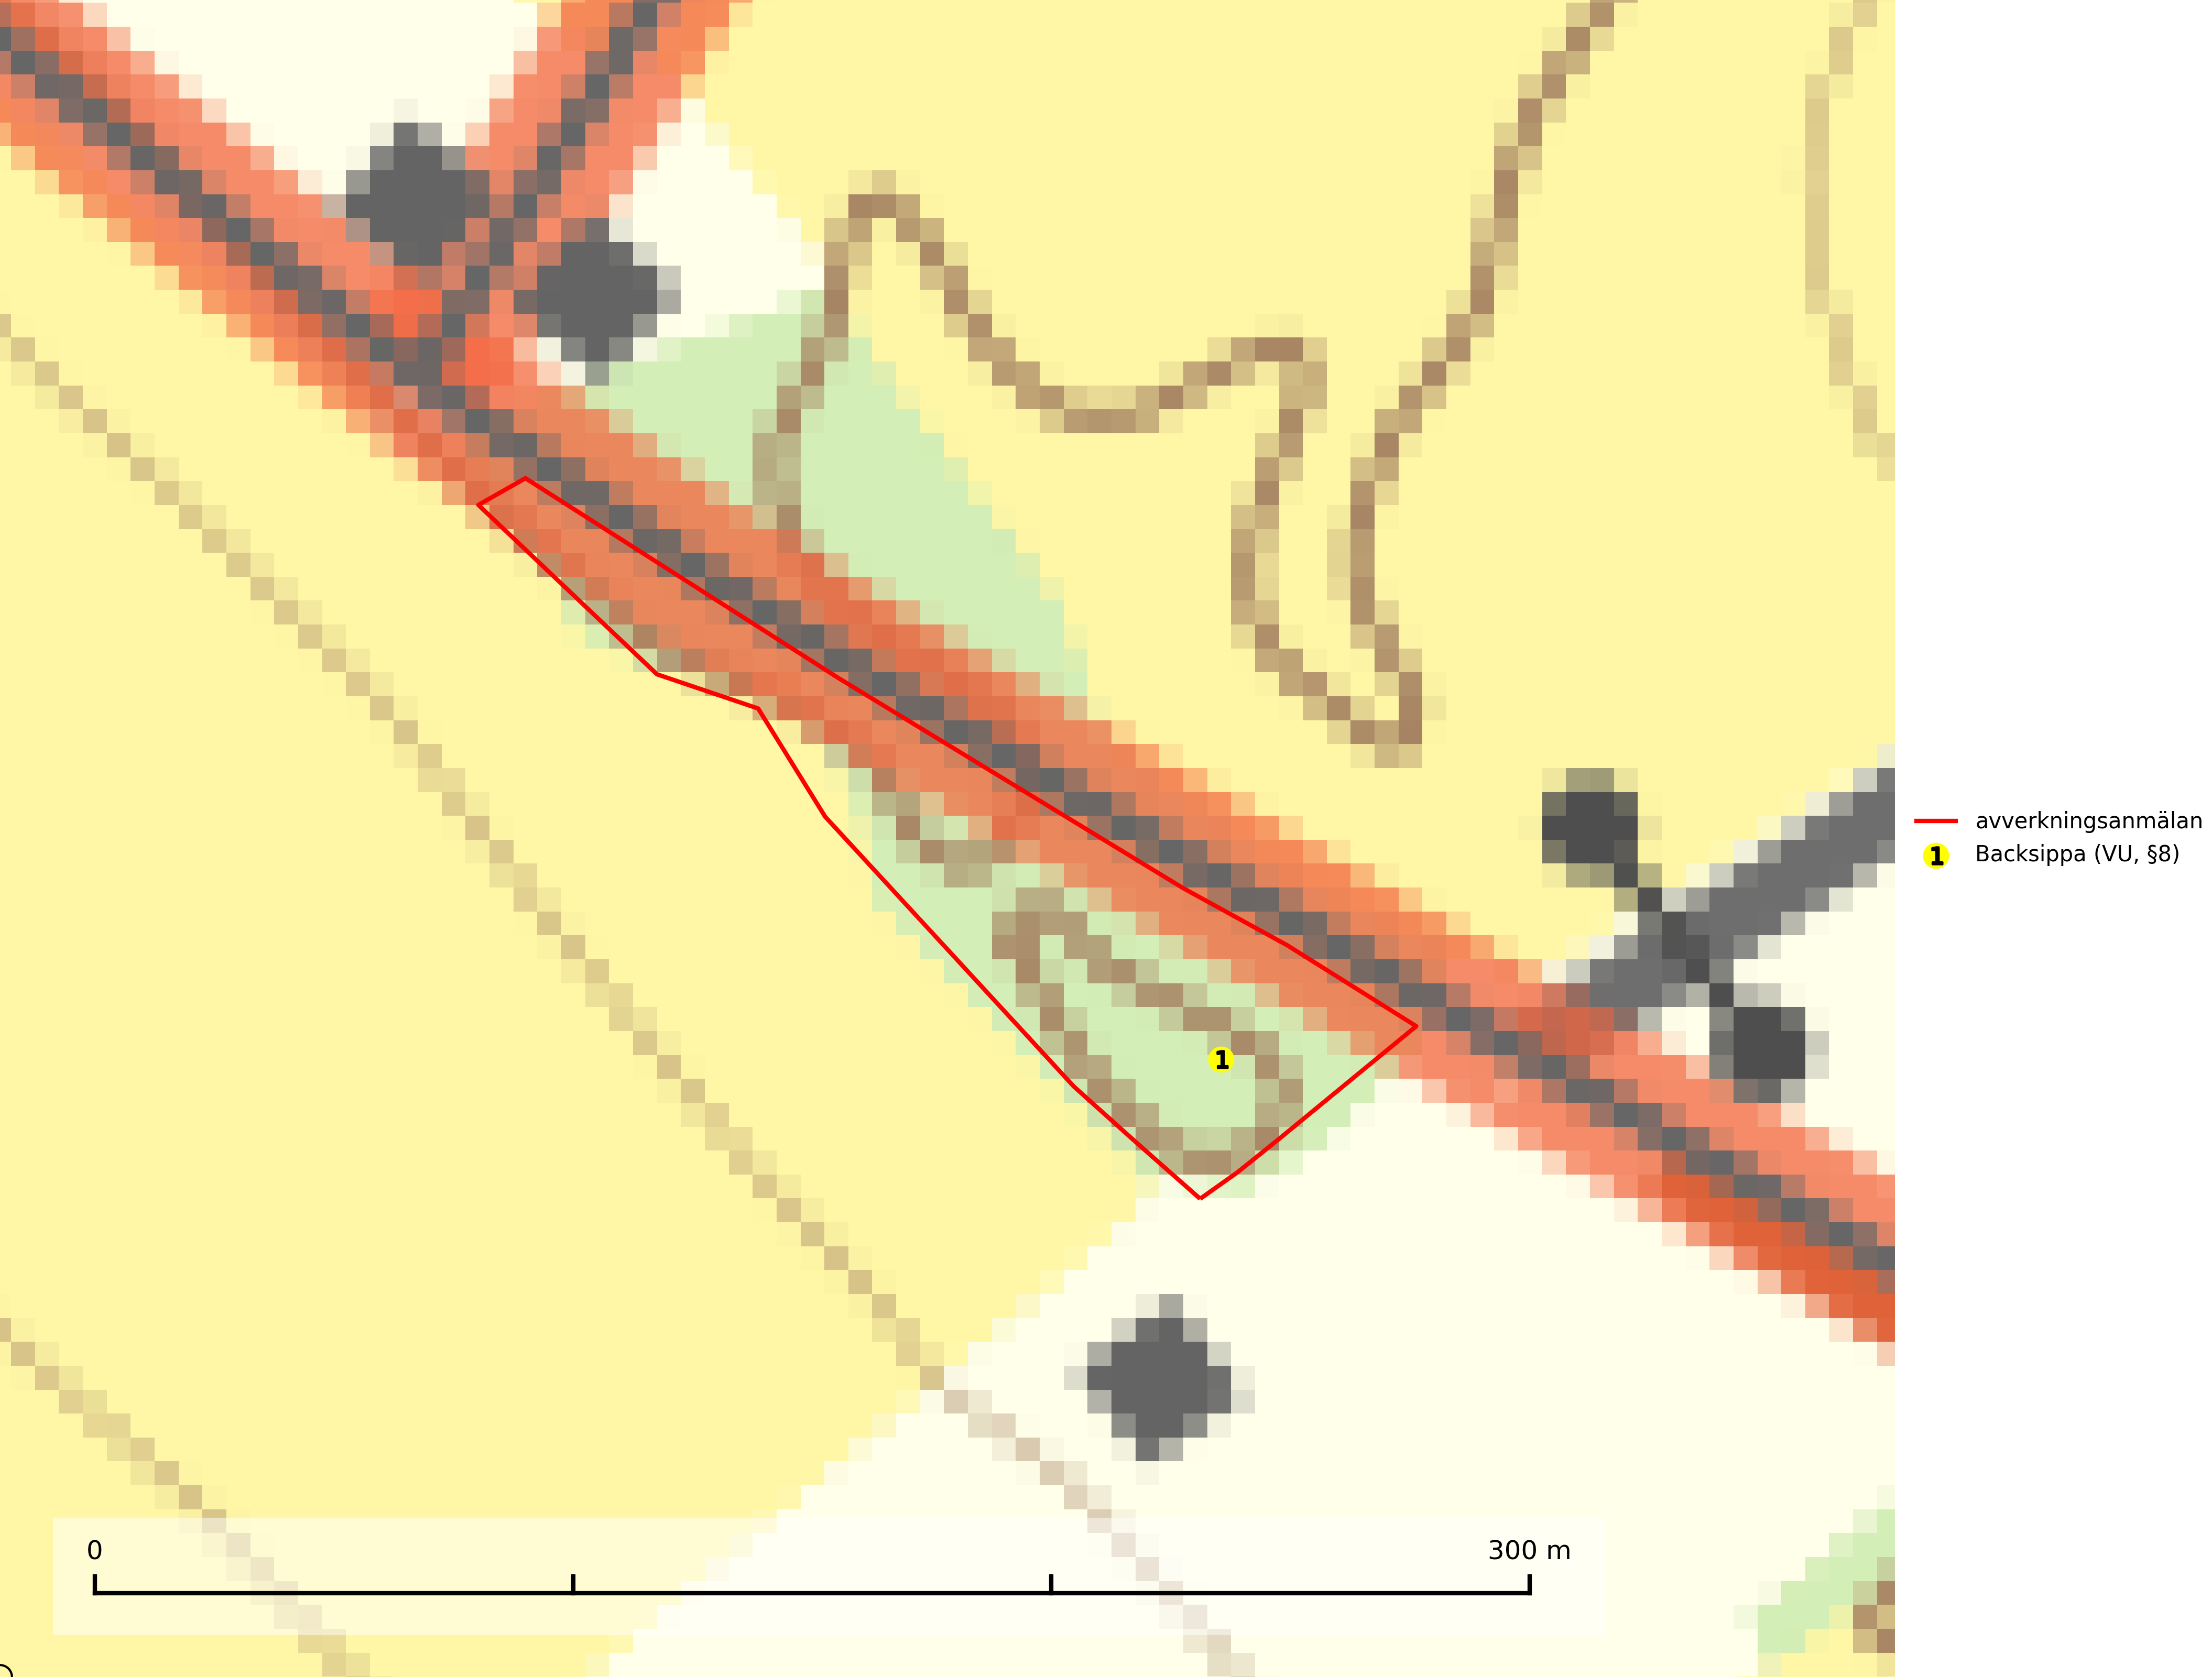 avverkningsanmälan
1 Backsippa (VU, §8)
1
0 300 m